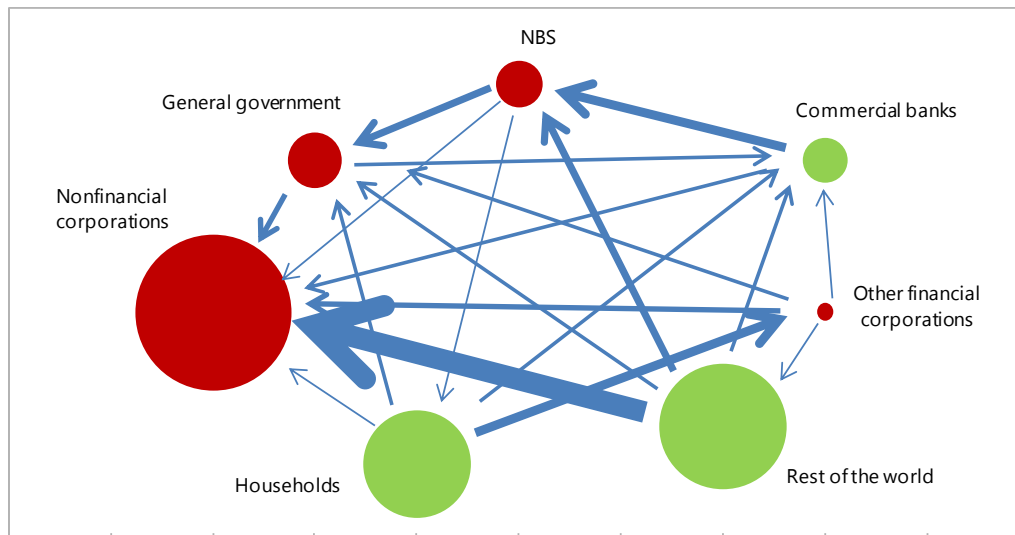 NBS
General government
Commercial banks
Nonfinancial
corporations
Other financial
corporations
Households
Rest of the world